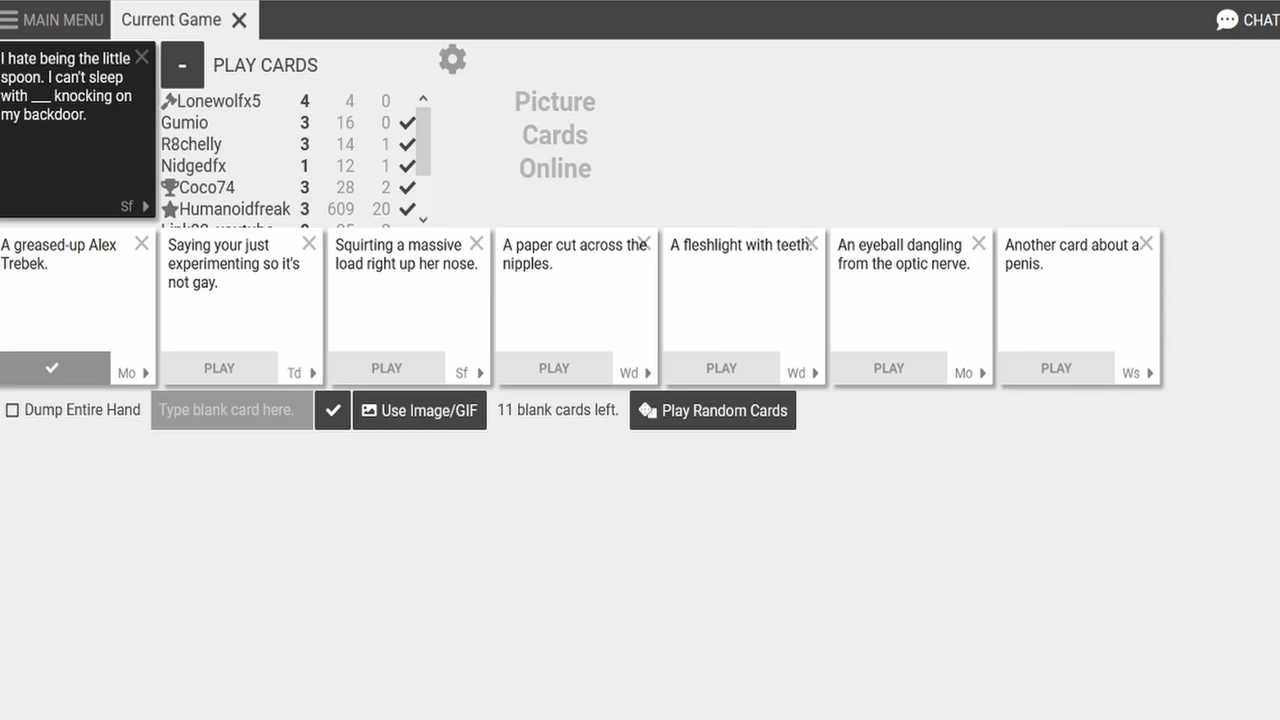 MAIN MENU
Current Game
CHAT
I hate being the little
spoon. I can't sleep
with ___ knocking on
my backdoor.
Sf
-
PLAY CARDS
Lonewolfx5 4 4 0
Gumio 3 16 0
R8chelly 3 14 1
Nidgedfx 1 12 1
Coco74 3 28 2
Humanoidfreak 3 609 20
Picture
Cards
Online
A greased-up Alex
Trebek.
Mo
Saying your just
experimenting so it's
not gay.
PLAY
Td
Squirting a massive
load right up her nose.
PLAY
Sf
A paper cut across the
nipples.
PLAY
Wd
A fleshlight with teeth.
PLAY
Wd
An eyeball dangling
from the optic nerve.
PLAY
Mo
Another card about a
penis.
PLAY
Ws
Dump Entire Hand
Type blank card here.
Use Image/GIF
11 blank cards left.
Play Random Cards